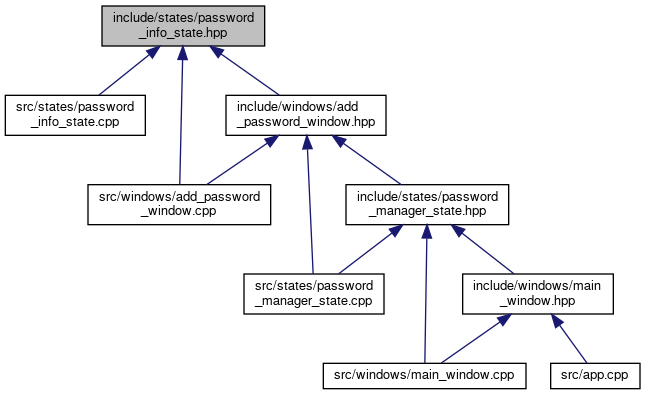 include/states/password
_info_state.hpp
src/states/password
_info_state.cpp
include/windows/add
_password_window.hpp
src/windows/add_password
_window.cpp
include/states/password
_manager_state.hpp
src/states/password
_manager_state.cpp
include/windows/main
_window.hpp
src/windows/main_window.cpp
src/app.cpp